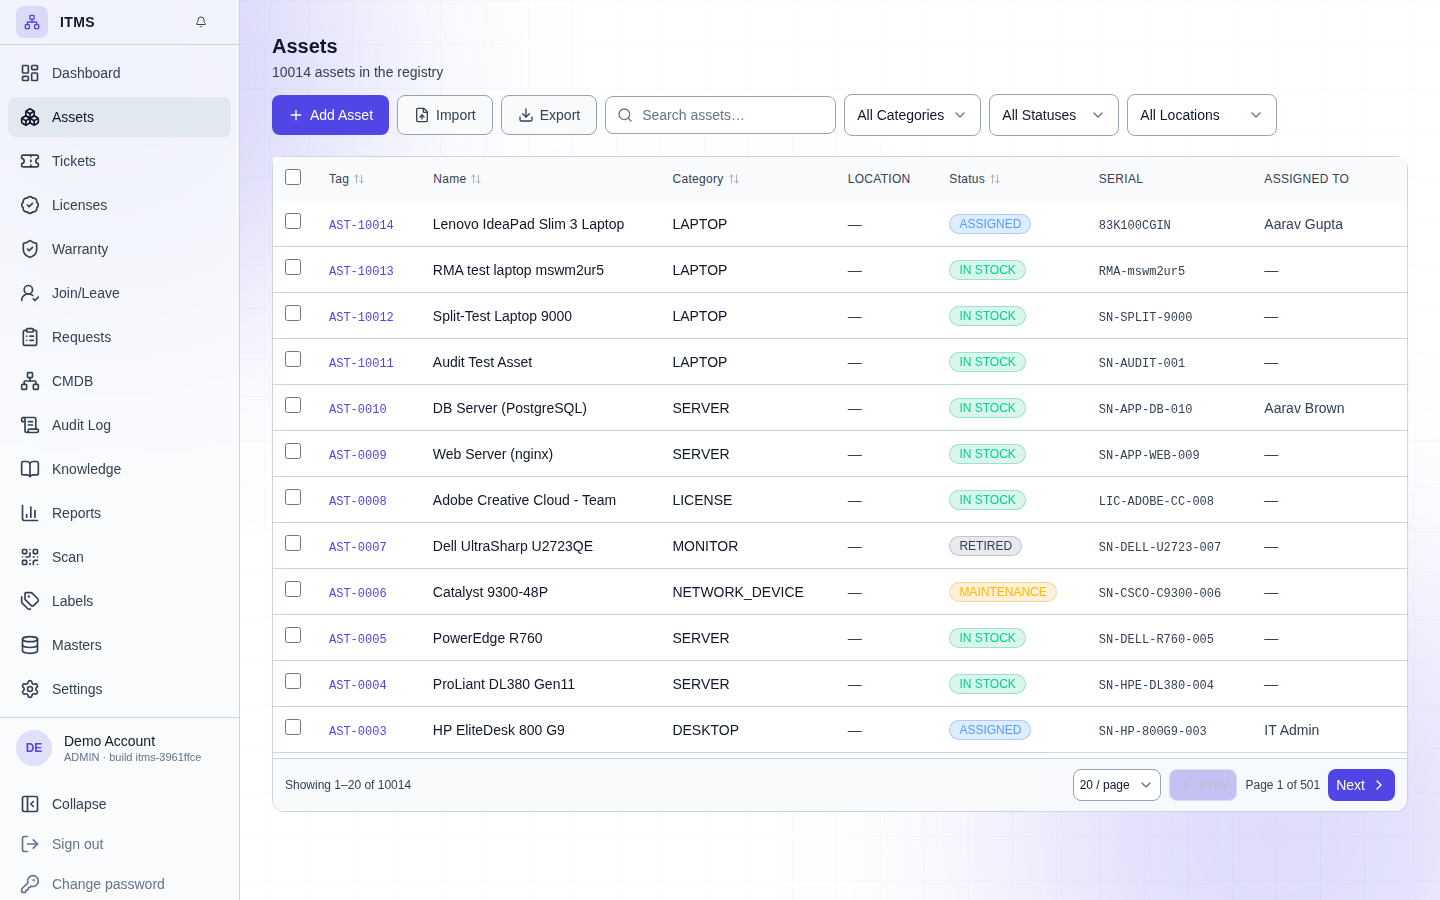 ITMS
Dashboard
Assets
Tickets
Licenses
Warranty
Join/Leave
Requests
CMDB
Audit Log
Knowledge
Reports
Scan
Labels
Masters
Settings
DE
Demo Account
ADMIN · build itms-3961ffce
Collapse
Sign out
Change password
Assets
10014 assets in the registry
Add Asset Import Export Search assets… All Categories All Statuses All Locations
Tag Name Category LOCATION Status SERIAL ASSIGNED TO
AST-10014 Lenovo IdeaPad Slim 3 Laptop LAPTOP — ASSIGNED 83K100CGIN Aarav Gupta
AST-10013 RMA test laptop mswm2ur5 LAPTOP — IN STOCK RMA-mswm2ur5 —
AST-10012 Split-Test Laptop 9000 LAPTOP — IN STOCK SN-SPLIT-9000 —
AST-10011 Audit Test Asset LAPTOP — IN STOCK SN-AUDIT-001 —
AST-0010 DB Server (PostgreSQL) SERVER — IN STOCK SN-APP-DB-010 Aarav Brown
AST-0009 Web Server (nginx) SERVER — IN STOCK SN-APP-WEB-009 —
AST-0008 Adobe Creative Cloud - Team LICENSE — IN STOCK LIC-ADOBE-CC-008 —
AST-0007 Dell UltraSharp U2723QE MONITOR — RETIRED SN-DELL-U2723-007 —
AST-0006 Catalyst 9300-48P NETWORK_DEVICE — MAINTENANCE SN-CSCO-C9300-006 —
AST-0005 PowerEdge R760 SERVER — IN STOCK SN-DELL-R760-005 —
AST-0004 ProLiant DL380 Gen11 SERVER — IN STOCK SN-HPE-DL380-004 —
AST-0003 HP EliteDesk 800 G9 DESKTOP — ASSIGNED SN-HP-800G9-003 IT Admin
Showing 1–20 of 10014 20 / page Prev Page 1 of 501 Next